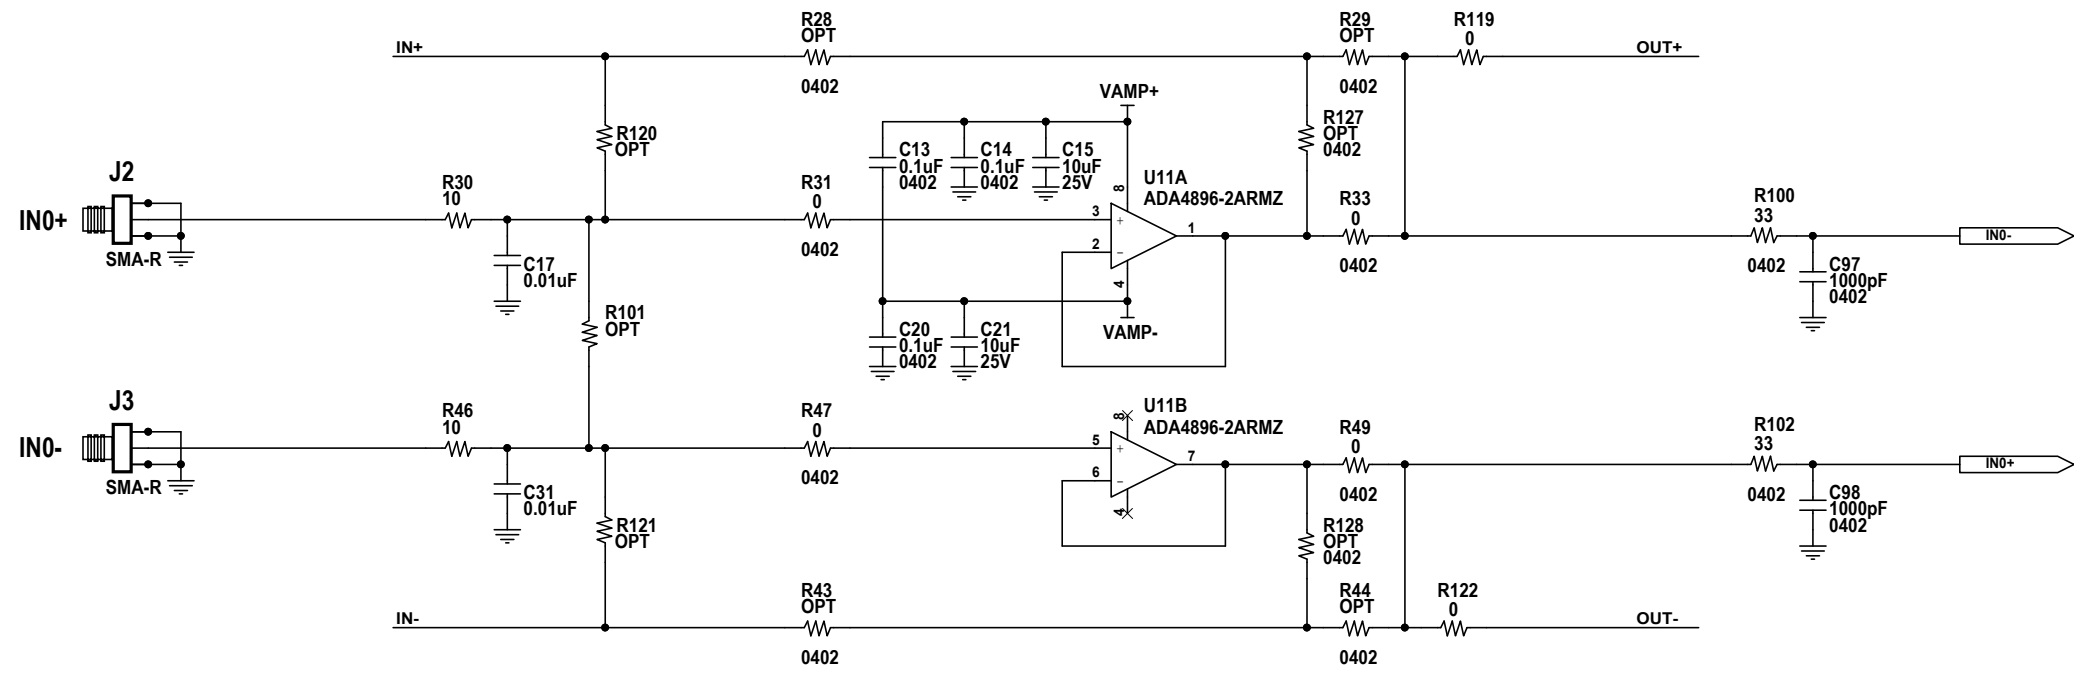 IN+
R28
OPT
0402
R29
OPT
0402
R119
0
OUT+
R120
OPT
VAMP+
C13
0.1uF
0402
C14
0.1uF
0402
C15
10uF
25V
R127
OPT
0402
J2
IN0+
SMA-R
R30
10
C17
0.01uF
R31
0
0402
U11A
ADA4896-2ARMZ
8
3
+
2
−
1
4
R33
0
0402
R100
33
0402
IN0-
C97
1000pF
0402
R101
OPT
C20
0.1uF
0402
C21
10uF
25V
VAMP-
J3
IN0-
SMA-R
R46
10
C31
0.01uF
R47
0
0402
U11B
ADA4896-2ARMZ
8
5
+
6
−
7
4
R49
0
0402
R102
33
0402
IN0+
C98
1000pF
0402
R121
OPT
R128
OPT
0402
IN-
R43
OPT
0402
R44
OPT
0402
R122
0
OUT-